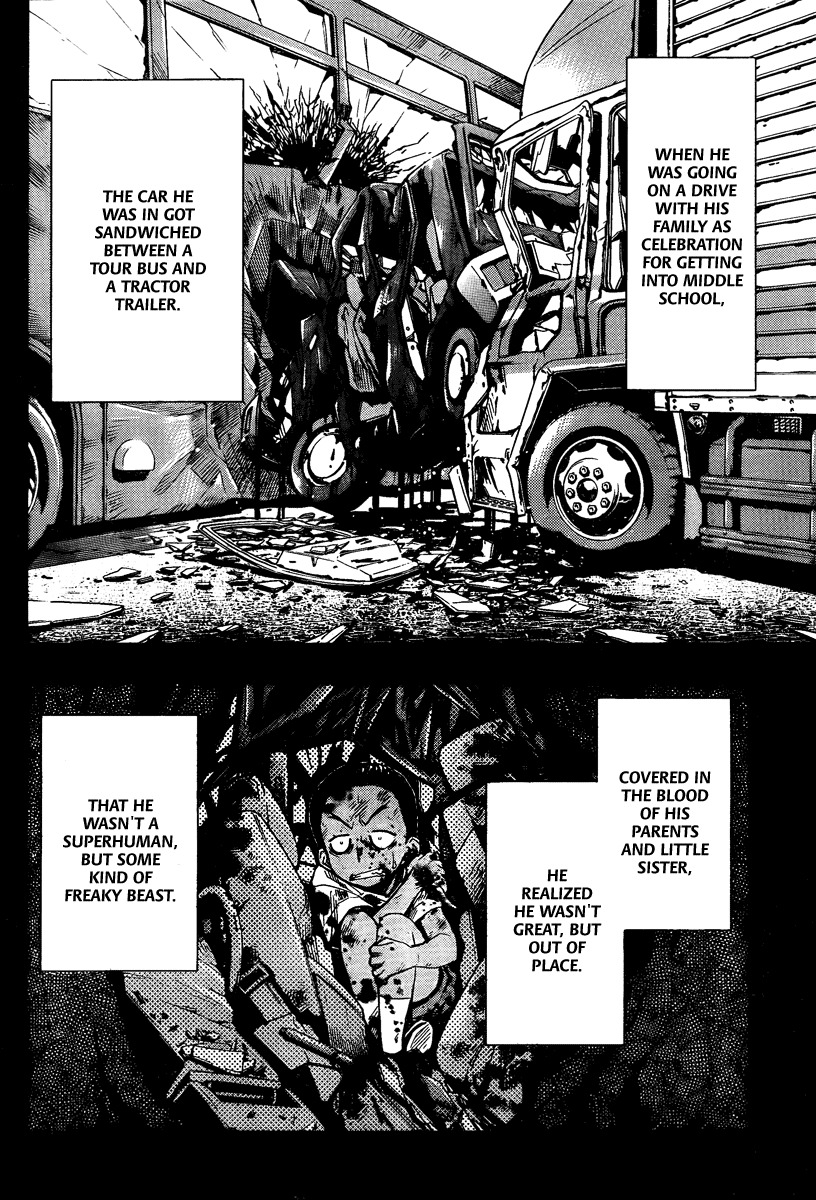 WHEN HE
WAS GOING
ON A DRIVE
WITH HIS
FAMILY AS
CELEBRATION
FOR GETTING
INTO MIDDLE
SCHOOL,
THE CAR HE
WAS IN GOT
SANDWICHED
BETWEEN A
TOUR BUS AND
A TRACTOR
TRAILER.
COVERED IN
THE BLOOD
OF HIS
PARENTS
AND LITTLE
SISTER,
HE
REALIZED
HE WASN'T
GREAT, BUT
OUT OF
PLACE.
THAT HE
WASN'T A
SUPERHUMAN,
BUT SOME
KIND OF
FREAKY BEAST.